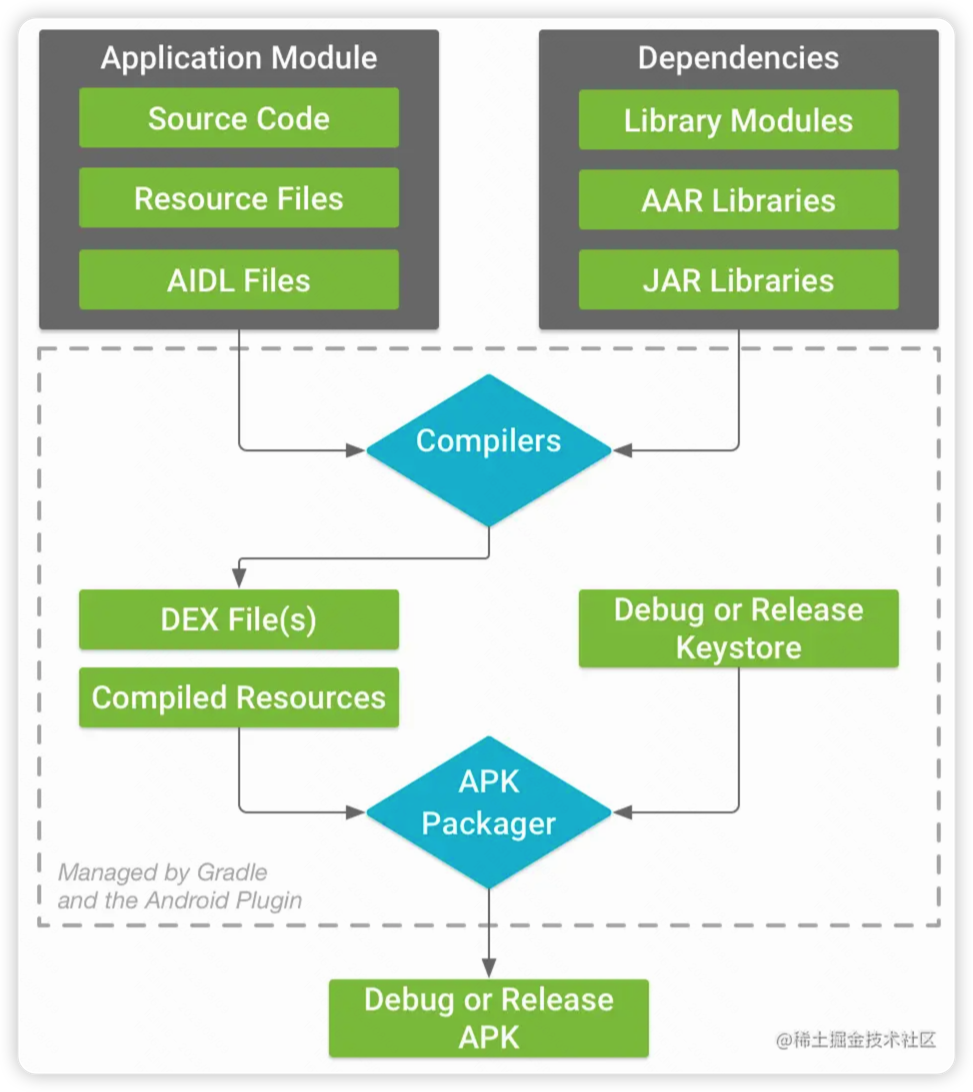 Application Module
Source Code
Resource Files
AIDL Files
Dependencies
Library Modules
AAR Libraries
JAR Libraries
Compilers
DEX File(s)
Compiled Resources
Debug or Release
Keystore
APK
Packager
Managed by Gradle
and the Android Plugin
Debug or Release
APK
@稀土掘金技术社区